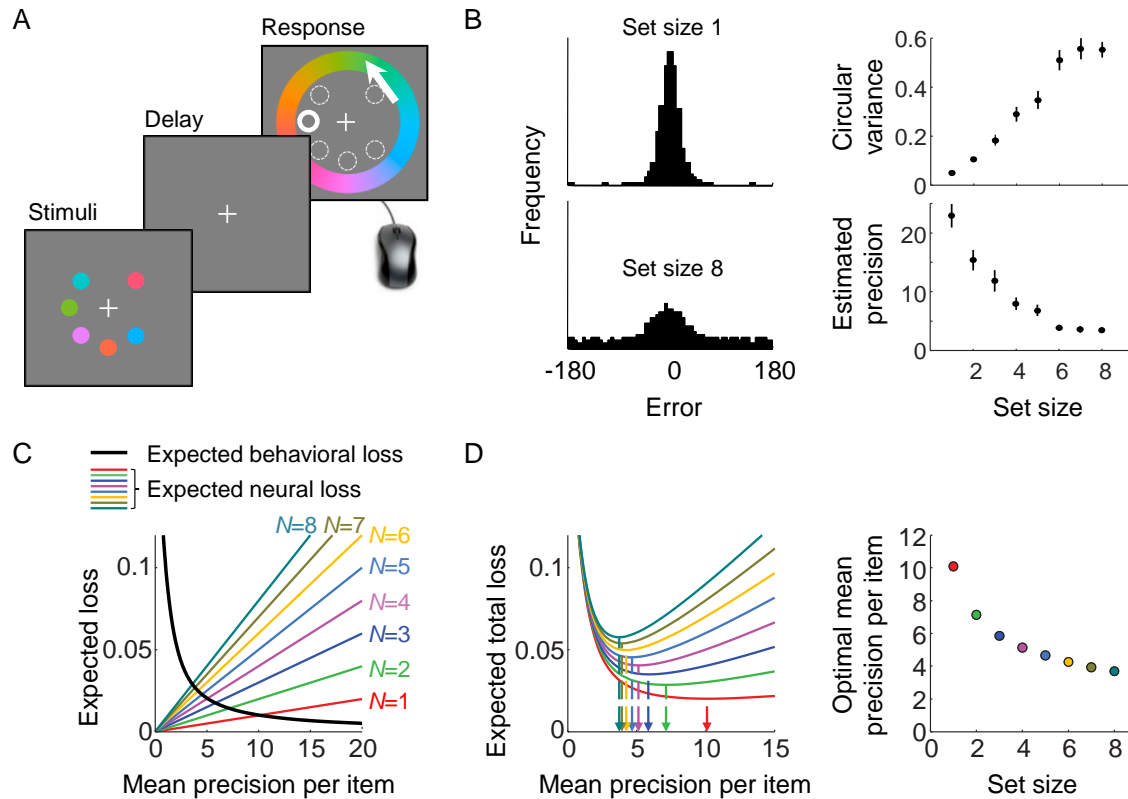 A
Response
Delay
Stimuli
B
Set size 1
Set size 8
Frequency
-180 0 180
Error
Circular
variance
0.6
0.4
0.2
0
Estimated
precision
20
10
0
2 4 6 8
Set size
C
Expected behavioral loss
Expected neural loss
N=8 N=7 N=6
N=5
N=4
N=3
N=2
N=1
Expected loss
0.1
0.05
0
0 5 10 15 20
Mean precision per item
D
Expected total loss
0.1
0.05
0
0 5 10 15
Mean precision per item
Optimal mean
precision per item
12
10
8
6
4
2
0
0 2 4 6 8
Set size